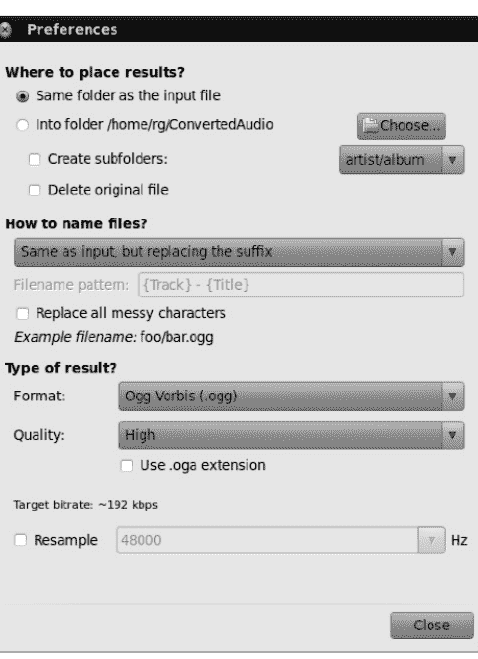 Preferences
Where to place results?
Same folder as the input file
Into folder /home/rg/ConvertedAudio Choose...
Create subfolders: artist/album
Delete original file
How to name files?
Same as input, but replacing the suffix
Filename pattern: {Track} - {Title}
Replace all messy characters
Example filename: foo/bar.ogg
Type of result?
Format: Ogg Vorbis (.ogg)
Quality: High
Use .oga extension
Target bitrate: ~192 kbps
Resample 48000 Hz
Close